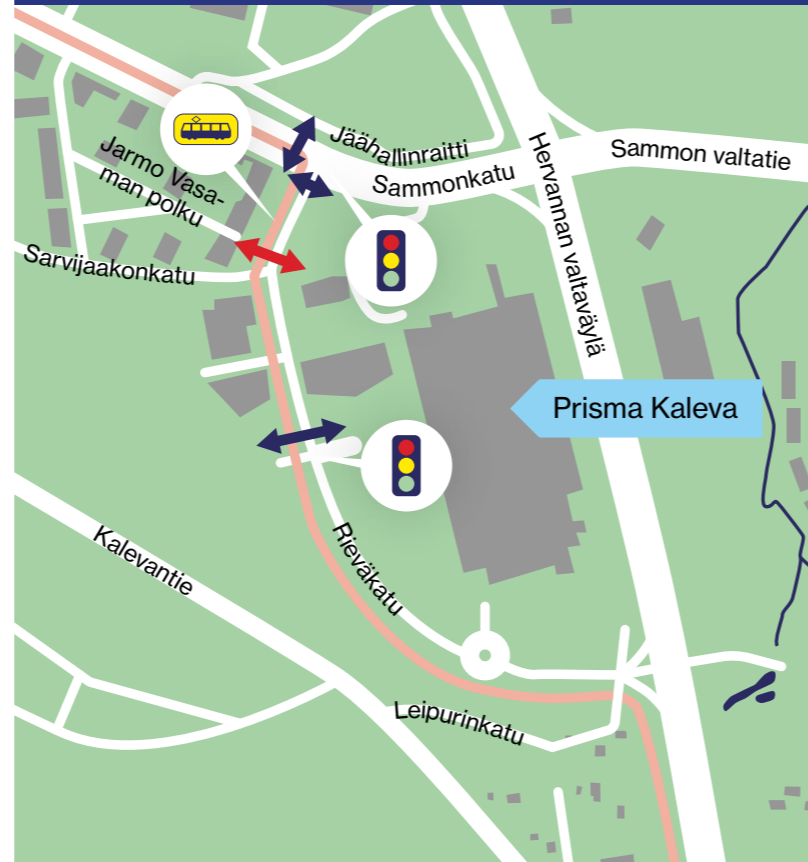 Jäähallinraitti
Sammonkatu
Sammon valtatie
Hervannan valtaväylä
Jarmo Vasa-
man polku
Sarvijaakonkatu
Prisma Kaleva
Kalevantie
Rieväkatu
Leipurinkatu